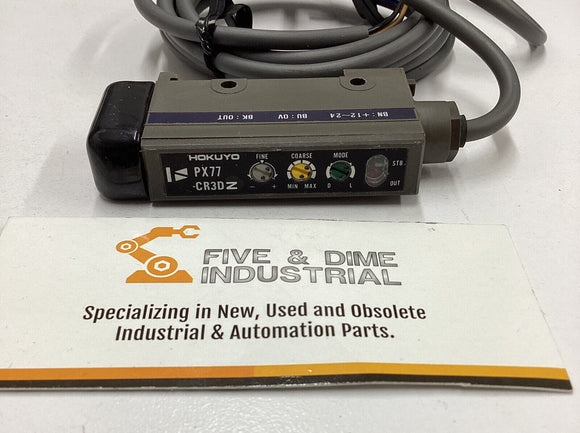 BN: +12~24 BU: 0V BK: OUT
HOKUYO
PX77
-CR3DN
FINE COARSE MODE
- + MIN MAX D L
STB.
OUT
FIVE & DIME
INDUSTRIAL
Specializing in New, Used and Obsolete
Industrial & Automation Parts.